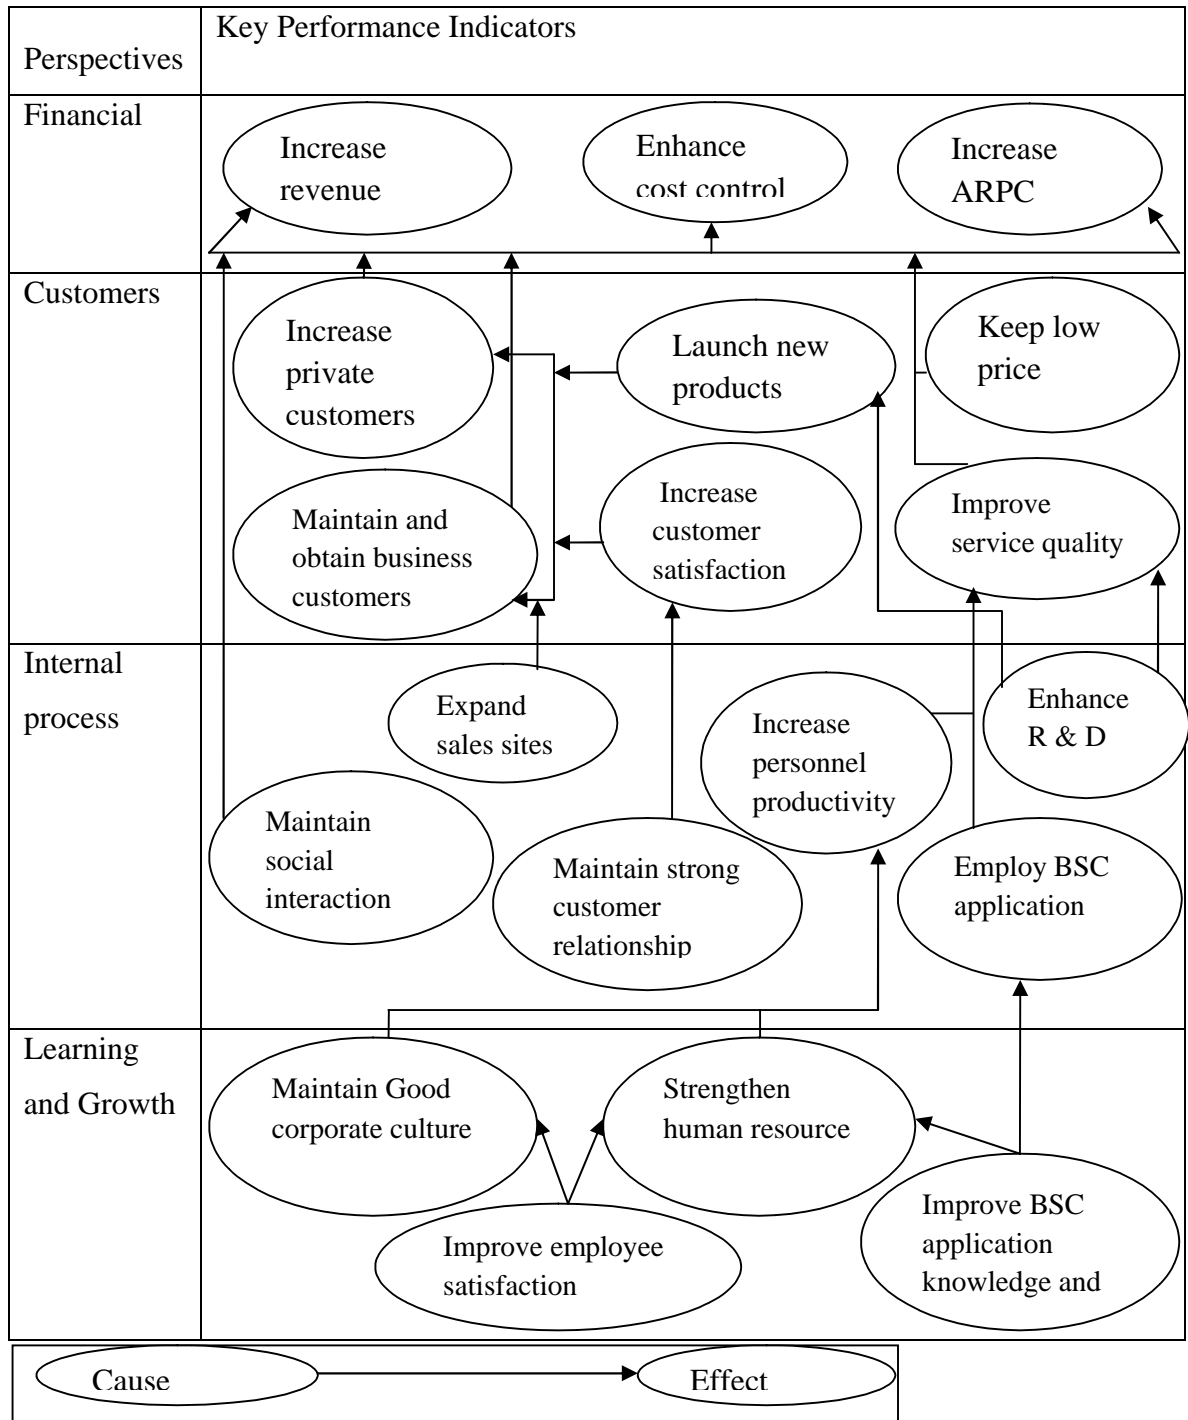 Perspectives
Key Performance Indicators
Financial
Increase
revenue
Enhance
cost control
Increase
ARPC
Customers
Increase
private
customers
Launch new
products
Keep low
price
Maintain and
obtain business
customers
Increase
customer
satisfaction
Improve
service quality
Internal
process
Expand
sales sites
Increase
personnel
productivity
Enhance
R & D
Maintain
social
interaction
Maintain strong
customer
relationship
Employ BSC
application
Learning
and Growth
Maintain Good
corporate culture
Strengthen
human resource
Improve employee
satisfaction
Improve BSC
application
knowledge and
Cause
Effect